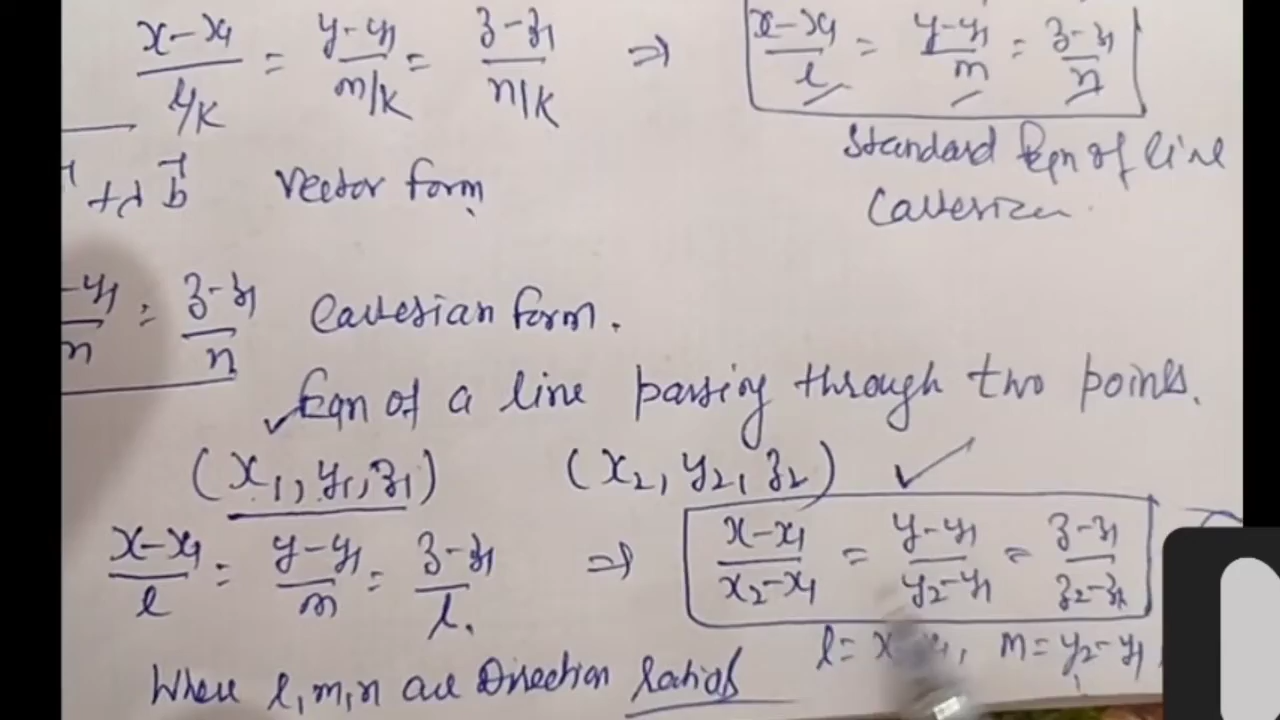 x-x₁/l/k = y-y₁/m/k = z-z₁/n/k ⇒ x-x₁/l = y-y₁/m = z-z₁/n
Standard Eqn of line
Cartesian
+λ b⃗ Vector form
-y₁/m = z-z₁/n Cartesian form.
✓Eqn of a line passing through two points.
(x₁, y₁, z₁) (x₂, y₂, z₂) ✓
x-x₁/l = y-y₁/m = z-z₁/l. ⇒ x-x₁/x₂-x₁ = y-y₁/y₂-y₁ = z-z₁/z₂-z₁
l= x , m= y₂-y₁
Where l,m,n are Direction Ratios